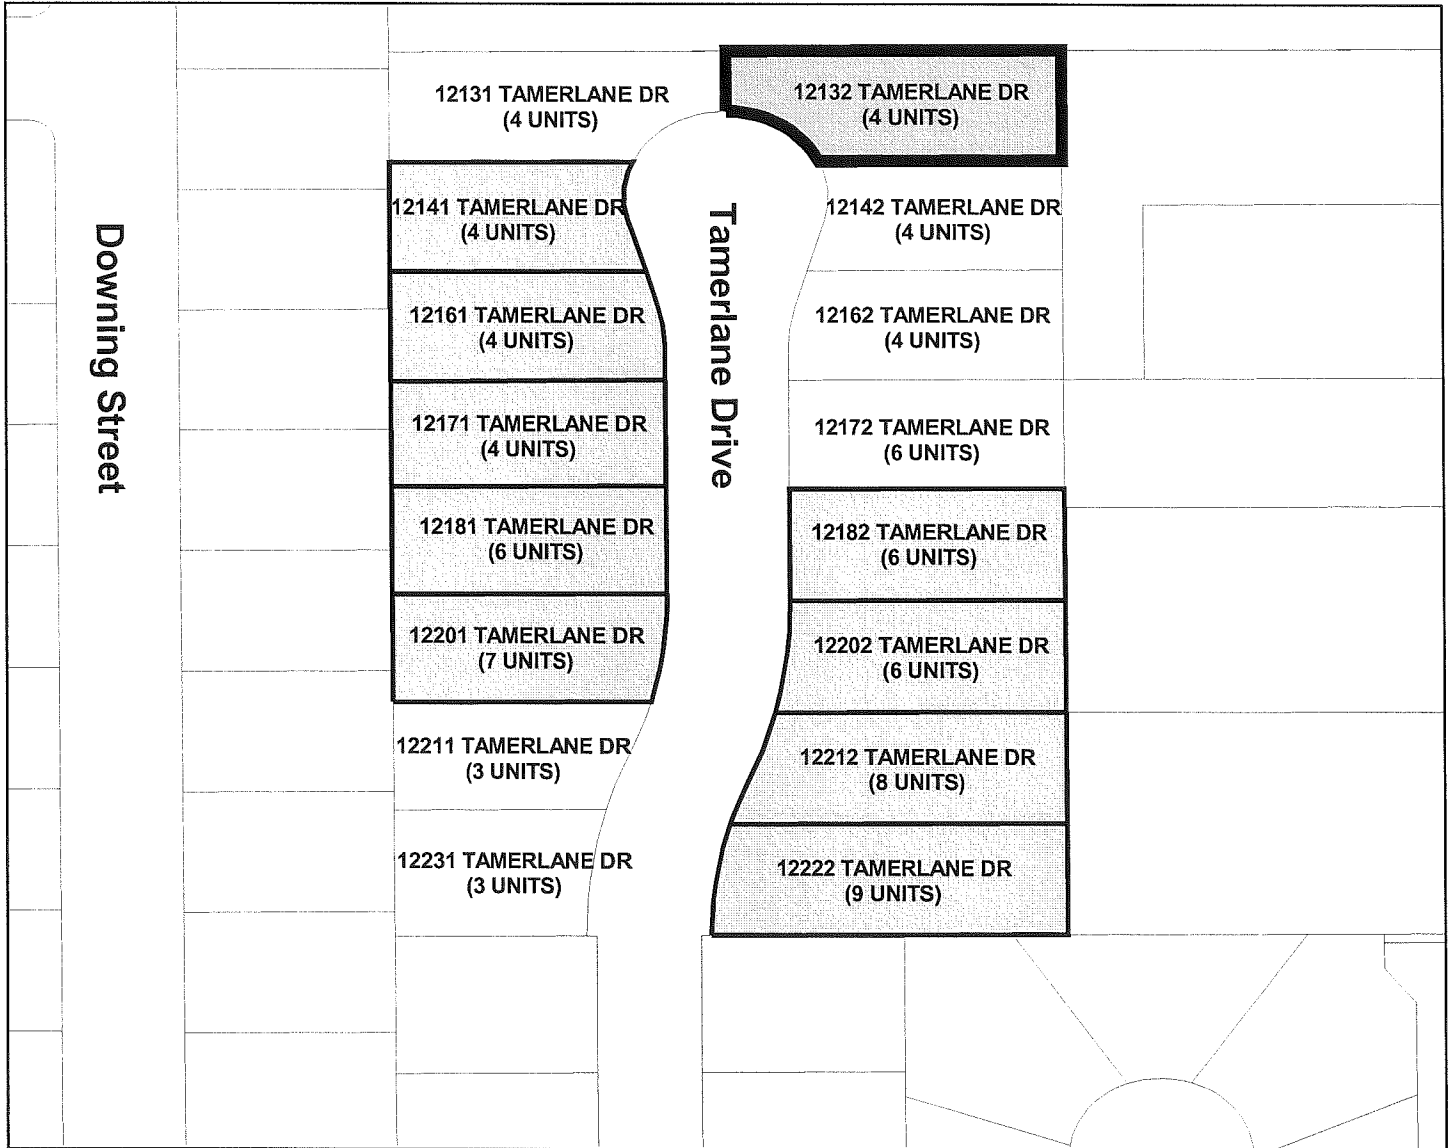 12131 TAMERLANE DR
(4 UNITS)
12132 TAMERLANE DR
(4 UNITS)
12141 TAMERLANE DR
(4 UNITS)
12142 TAMERLANE DR
(4 UNITS)
Downing Street
Tamerlane Drive
12161 TAMERLANE DR
(4 UNITS)
12162 TAMERLANE DR
(4 UNITS)
12171 TAMERLANE DR
(4 UNITS)
12172 TAMERLANE DR
(6 UNITS)
12181 TAMERLANE DR
(6 UNITS)
12182 TAMERLANE DR
(6 UNITS)
12201 TAMERLANE DR
(7 UNITS)
12202 TAMERLANE DR
(6 UNITS)
12211 TAMERLANE DR
(3 UNITS)
12212 TAMERLANE DR
(8 UNITS)
12231 TAMERLANE DR
(3 UNITS)
12222 TAMERLANE DR
(9 UNITS)